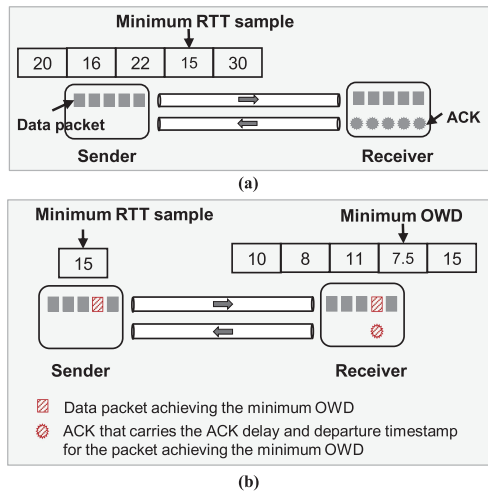 Minimum RTT sample
20 16 22 15 30
Data packet
ACK
Sender
Receiver
(a)
Minimum RTT sample
Minimum OWD
15
10 8 11 7.5 15
Sender
Receiver
Data packet achieving the minimum OWD
ACK that carries the ACK delay and departure timestamp
for the packet achieving the minimum OWD
(b)